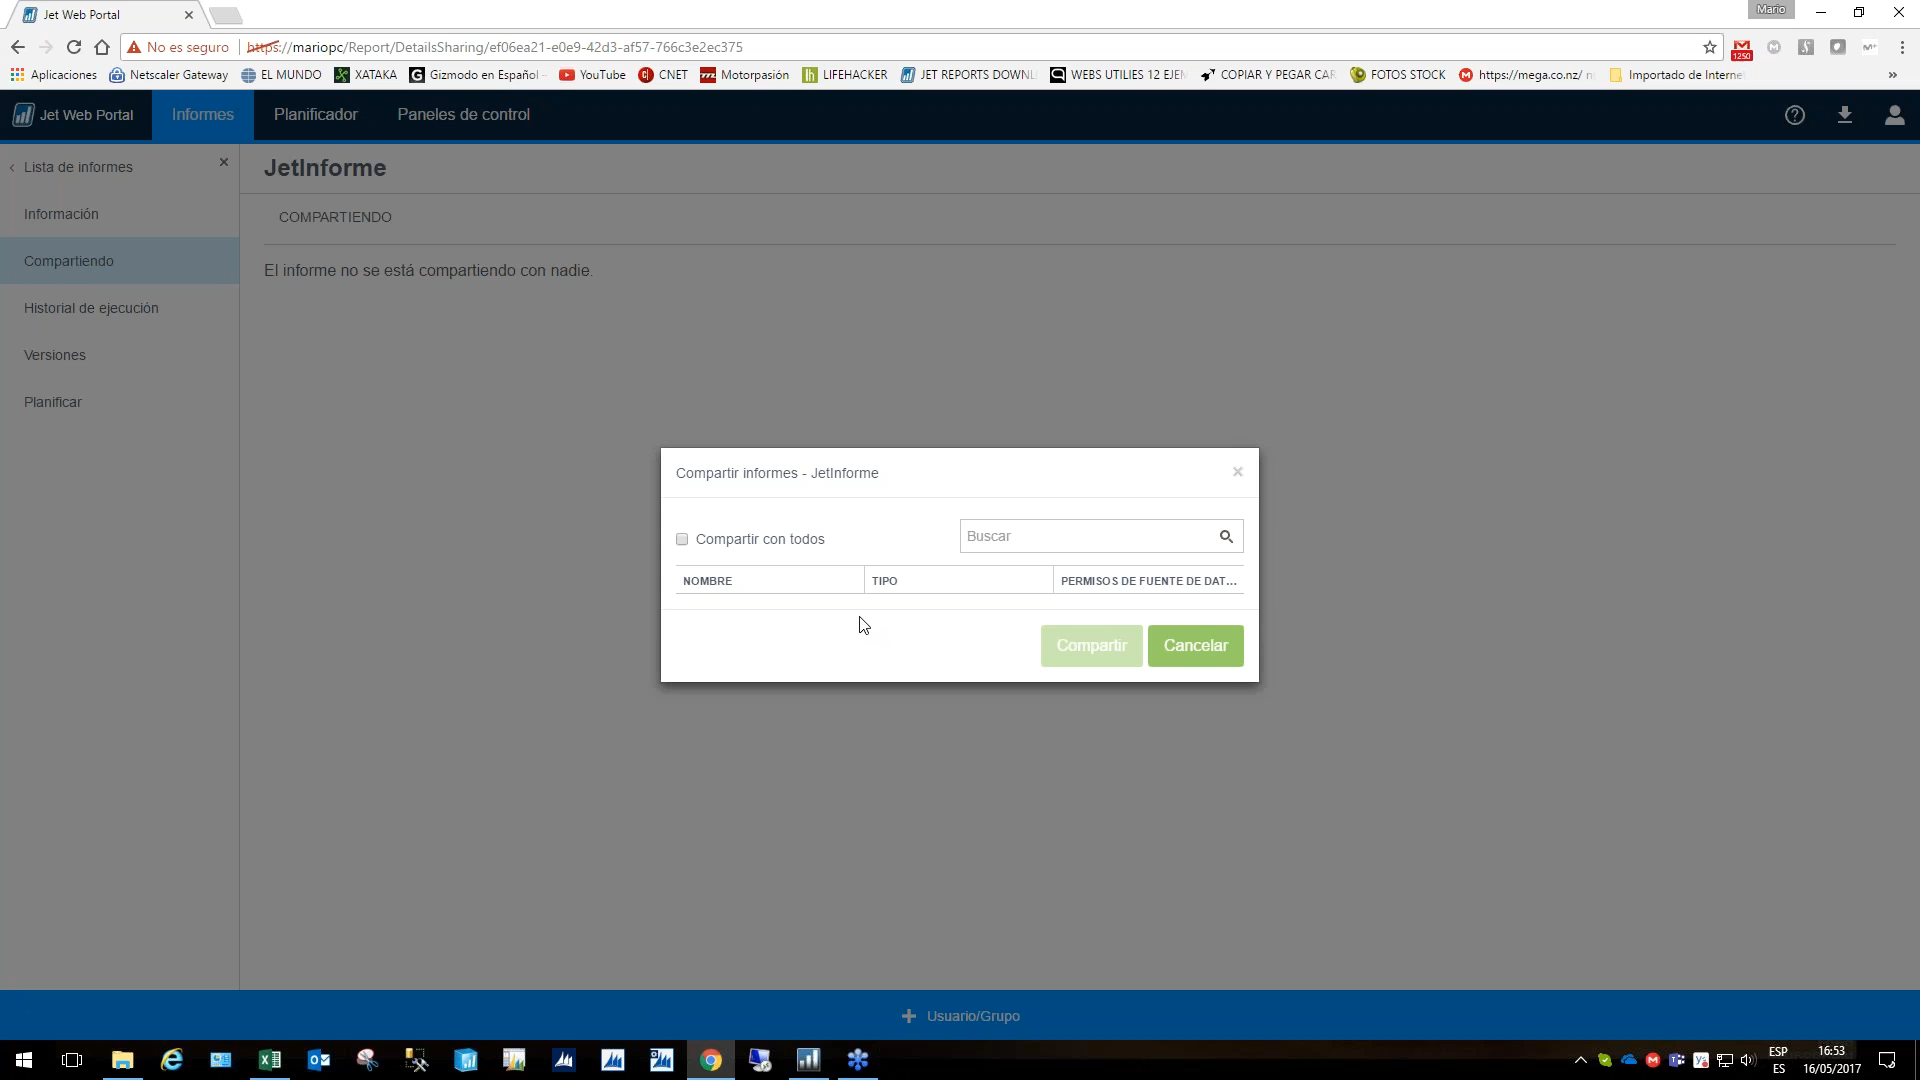 Jet Web Portal
Mario
No es seguro
https://mariopc/Report/DetailsSharing/ef06ea21-e0e9-42d3-af57-766c3e2ec375
1250
Aplicaciones
Netscaler Gateway
EL MUNDO
XATAKA
Gizmodo en Español
YouTube
CNET
Motorpasión
LIFEHACKER
JET REPORTS DOWNL
WEBS UTILIES 12 EJEM
COPIAR Y PEGAR CAR
FOTOS STOCK
https://mega.co.nz/
Importado de Internet
»
Jet Web Portal
Informes
Planificador
Paneles de control
Lista de informes
JetInforme
Información
COMPARTIENDO
Compartiendo
El informe no se está compartiendo con nadie.
Historial de ejecución
Versiones
Planificar
Compartir informes - JetInforme
Compartir con todos
Buscar
NOMBRE
TIPO
PERMISOS DE FUENTE DE DAT...
Compartir
Cancelar
Usuario/Grupo
ESP
ES
16:53
16/05/2017